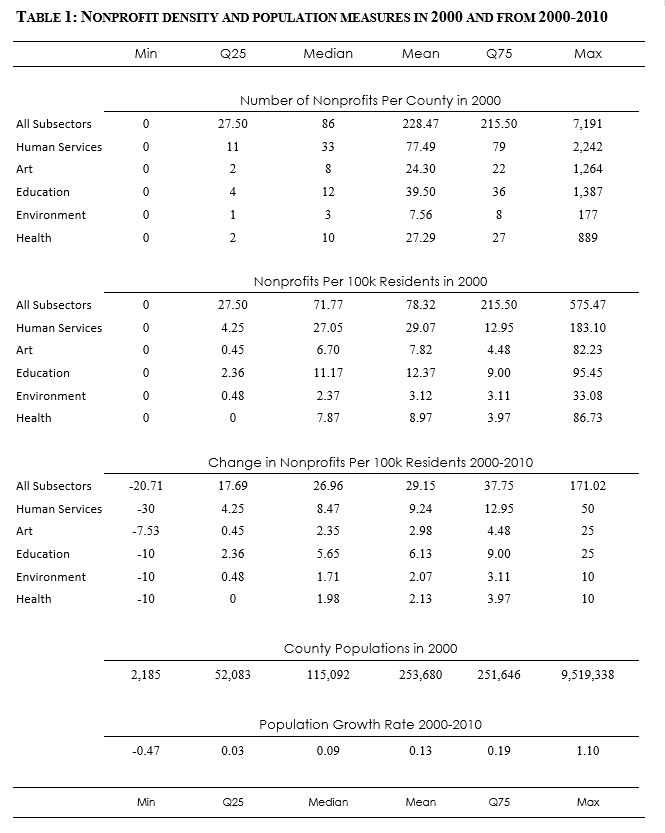 TABLE 1: NONPROFIT DENSITY AND POPULATION MEASURES IN 2000 AND FROM 2000-2010
Min Q25 Median Mean Q75 Max
Number of Nonprofits Per County in 2000
All Subsectors 0 27.50 86 228.47 215.50 7,191
Human Services 0 11 33 77.49 79 2,242
Art 0 2 8 24.30 22 1,264
Education 0 4 12 39.50 36 1,387
Environment 0 1 3 7.56 8 177
Health 0 2 10 27.29 27 889
Nonprofits Per 100k Residents in 2000
All Subsectors 0 27.50 71.77 78.32 215.50 575.47
Human Services 0 4.25 27.05 29.07 12.95 183.10
Art 0 0.45 6.70 7.82 4.48 82.23
Education 0 2.36 11.17 12.37 9.00 95.45
Environment 0 0.48 2.37 3.12 3.11 33.08
Health 0 0 7.87 8.97 3.97 86.73
Change in Nonprofits Per 100k Residents 2000-2010
All Subsectors -20.71 17.69 26.96 29.15 37.75 171.02
Human Services -30 4.25 8.47 9.24 12.95 50
Art -7.53 0.45 2.35 2.98 4.48 25
Education -10 2.36 5.65 6.13 9.00 25
Environment -10 0.48 1.71 2.07 3.11 10
Health -10 0 1.98 2.13 3.97 10
County Populations in 2000
2,185 52,083 115,092 253,680 251,646 9,519,338
Population Growth Rate 2000-2010
-0.47 0.03 0.09 0.13 0.19 1.10
Min Q25 Median Mean Q75 Max